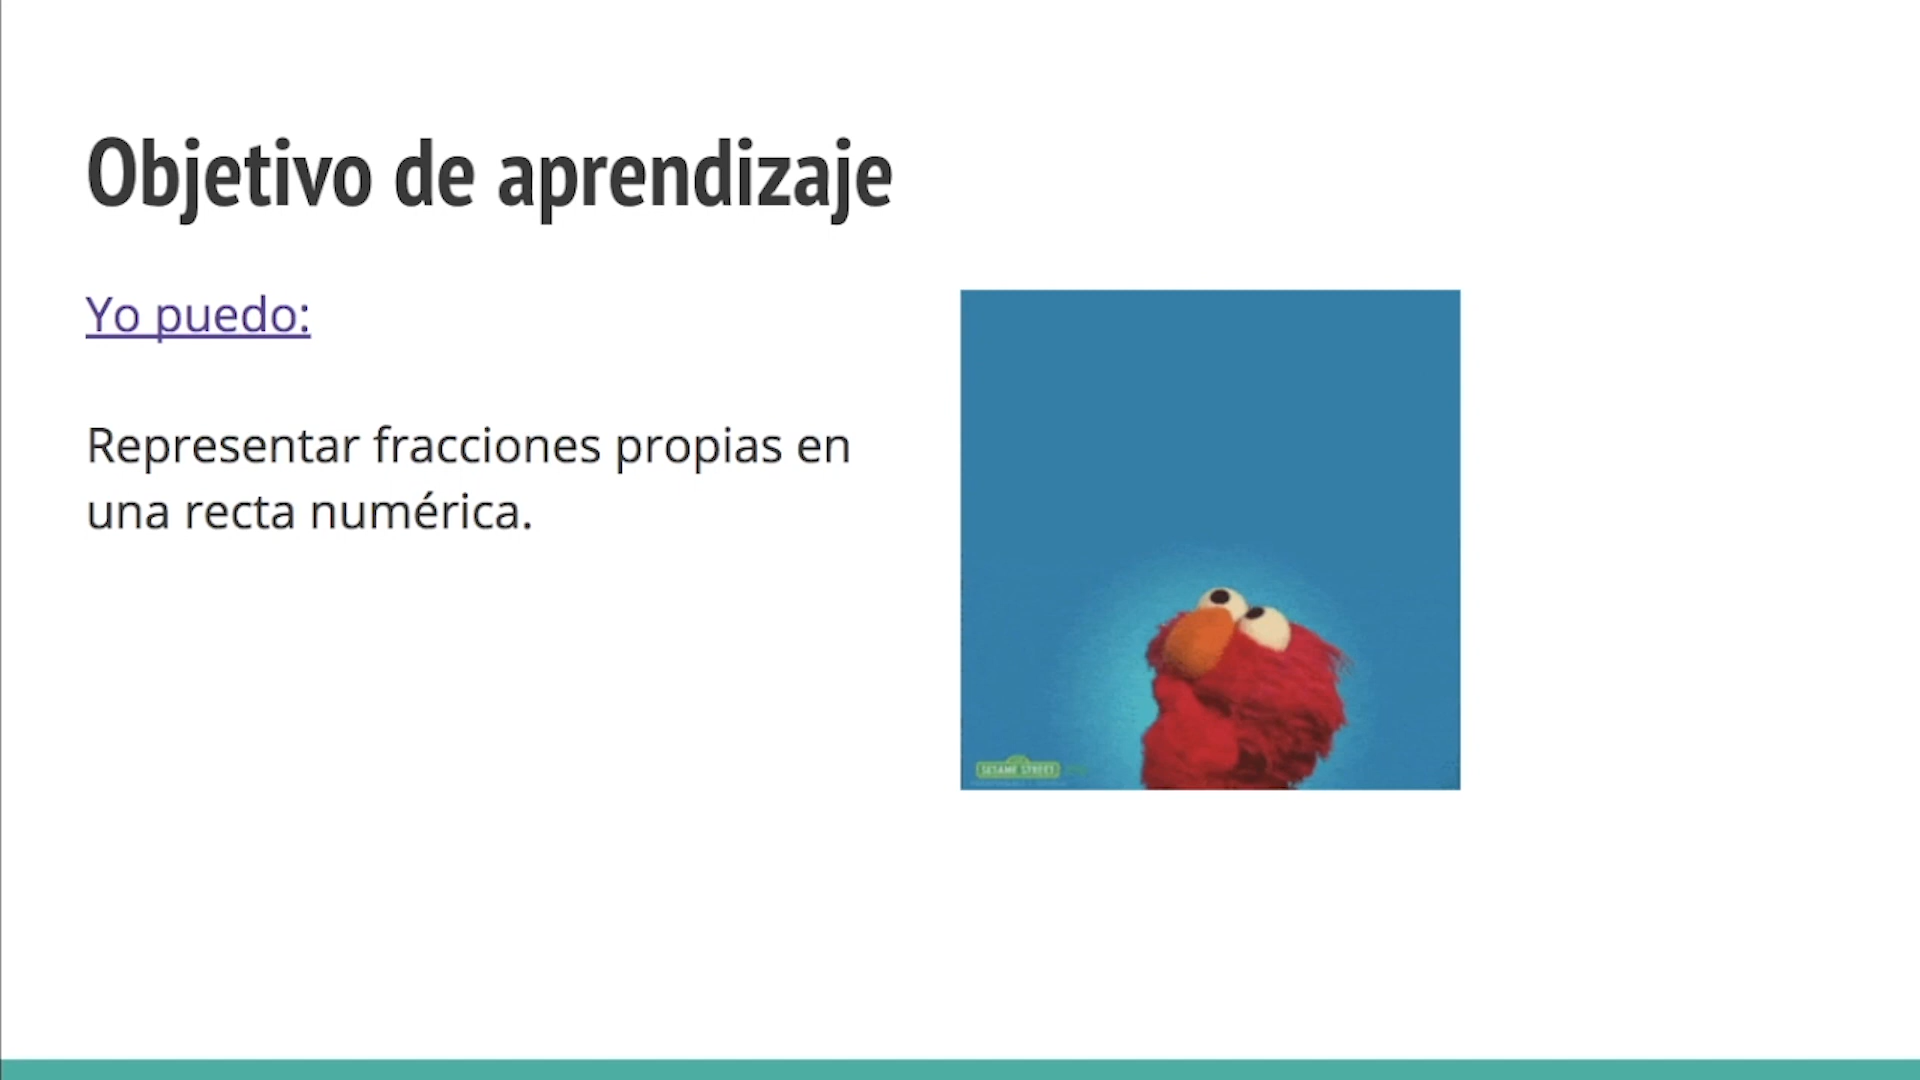 Objetivo de aprendizaje
Yo puedo:
Representar fracciones propias en
una recta numérica.
SESAME STREET